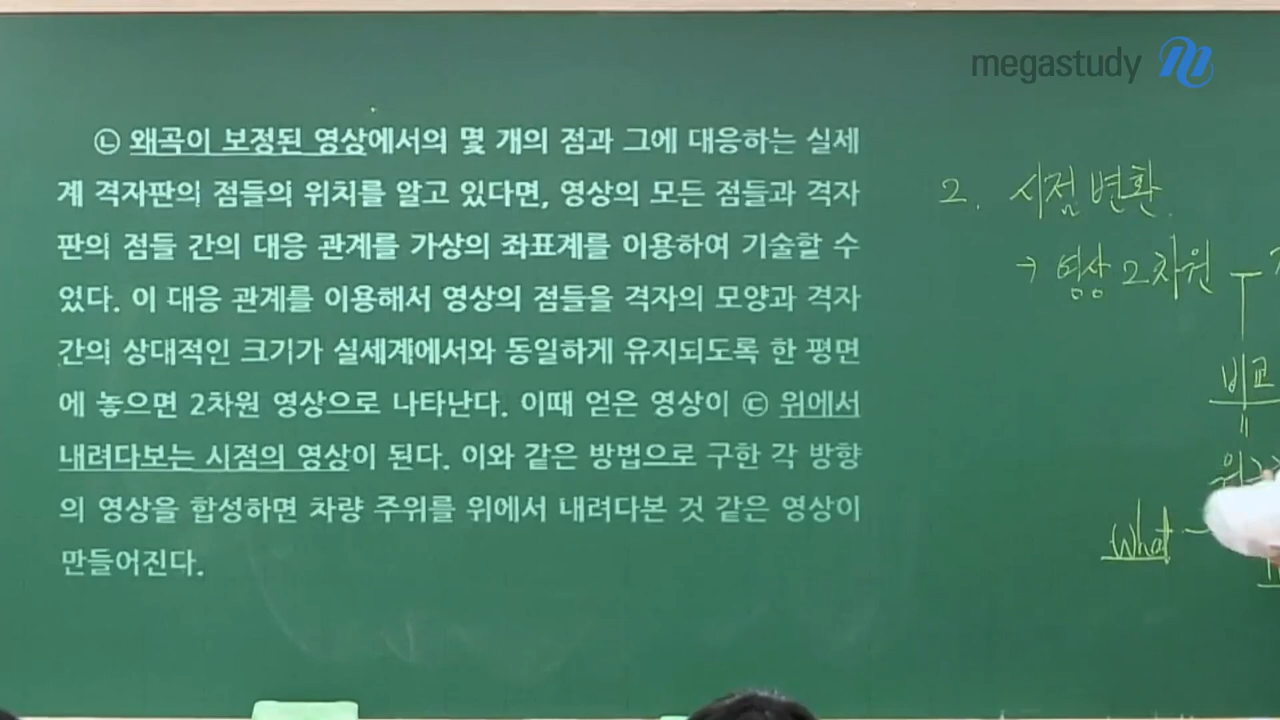 megastudy
㉡ 왜곡이 보정된 영상에서의 몇 개의 점과 그에 대응하는 실세
계 격자판의 점들의 위치를 알고 있다면, 영상의 모든 점들과 격자
판의 점들 간의 대응 관계를 가상의 좌표계를 이용하여 기술할 수
있다. 이 대응 관계를 이용해서 영상의 점들을 격자의 모양과 격자
간의 상대적인 크기가 실세계에서와 동일하게 유지되도록 한 평면
에 놓으면 2차원 영상으로 나타난다. 이때 얻은 영상이 ㉢ 위에서
내려다보는 시점의 영상이 된다. 이와 같은 방법으로 구한 각 방향
의 영상을 합성하면 차량 주위를 위에서 내려다본 것 같은 영상이
만들어진다.
2. 시점 변환
→ 영상 2차원
비교
What